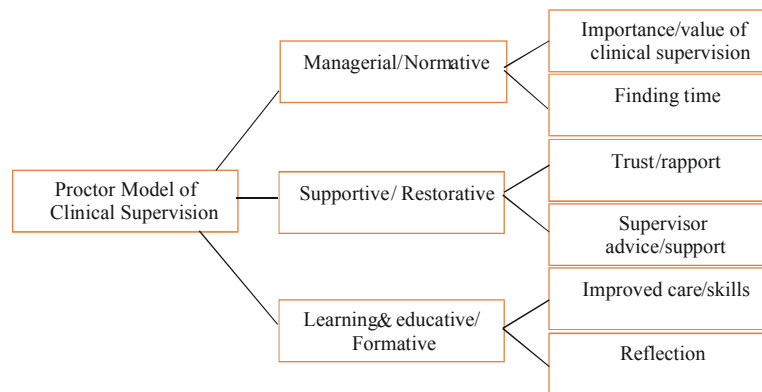 Proctor Model of
Clinical Supervision
Managerial/Normative
Importance/value of
clinical supervision
Finding time
Supportive/ Restorative
Trust/rapport
Supervisor
advice/support
Learning& educative/
Formative
Improved care/skills
Reflection